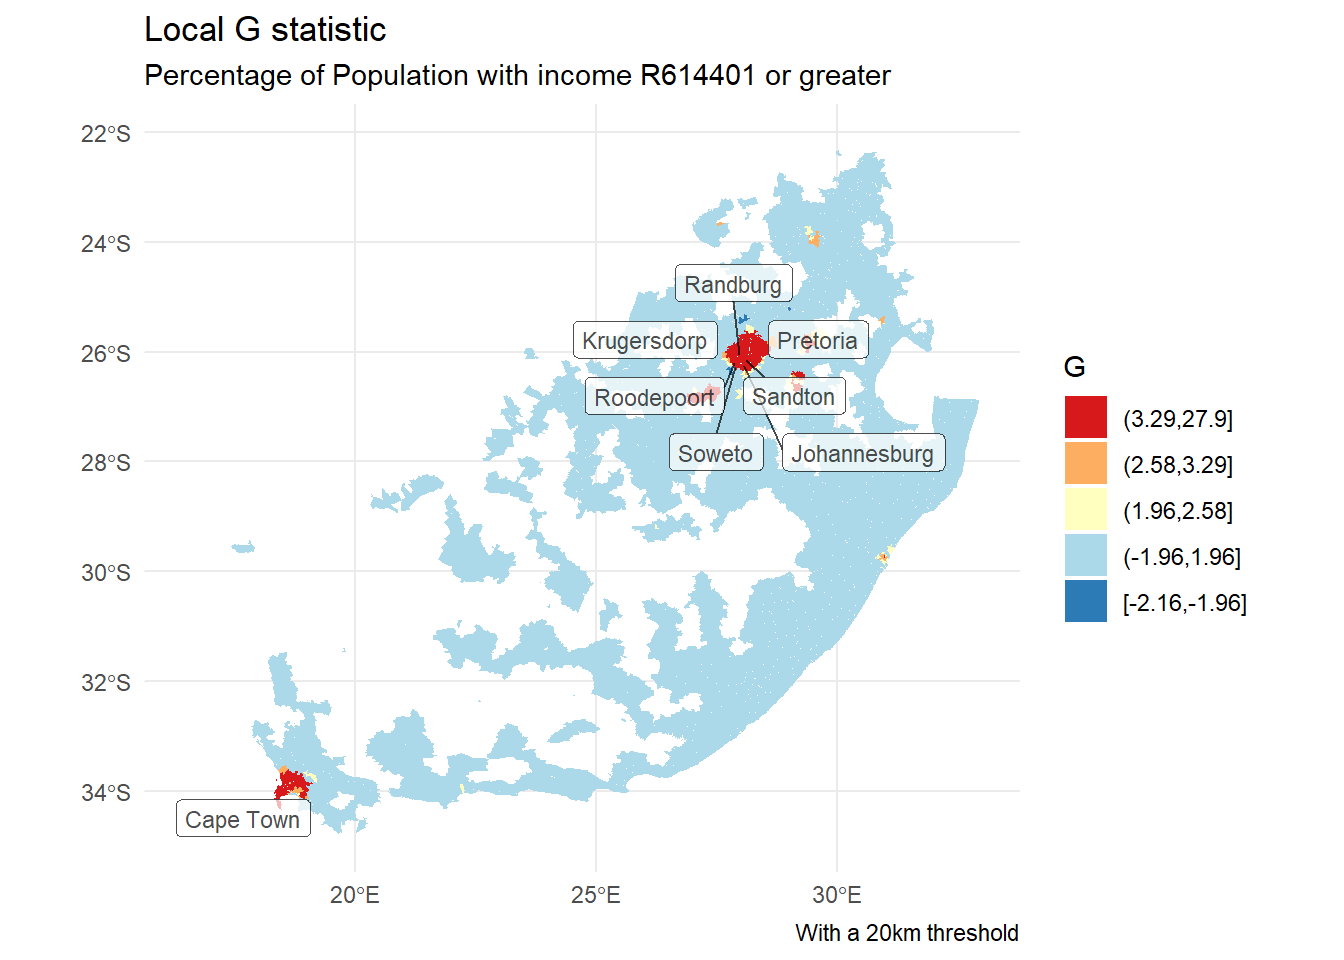 Local G statistic
Percentage of Population with income R614401 or greater
22°S
24°S
26°S
28°S
30°S
32°S
34°S
Randburg
Krugersdorp
Pretoria
Roodepoort
Sandton
Soweto
Johannesburg
Cape Town
20°E
25°E
30°E
With a 20km threshold
G
(3.29,27.9]
(2.58,3.29]
(1.96,2.58]
(-1.96,1.96]
[-2.16,-1.96]